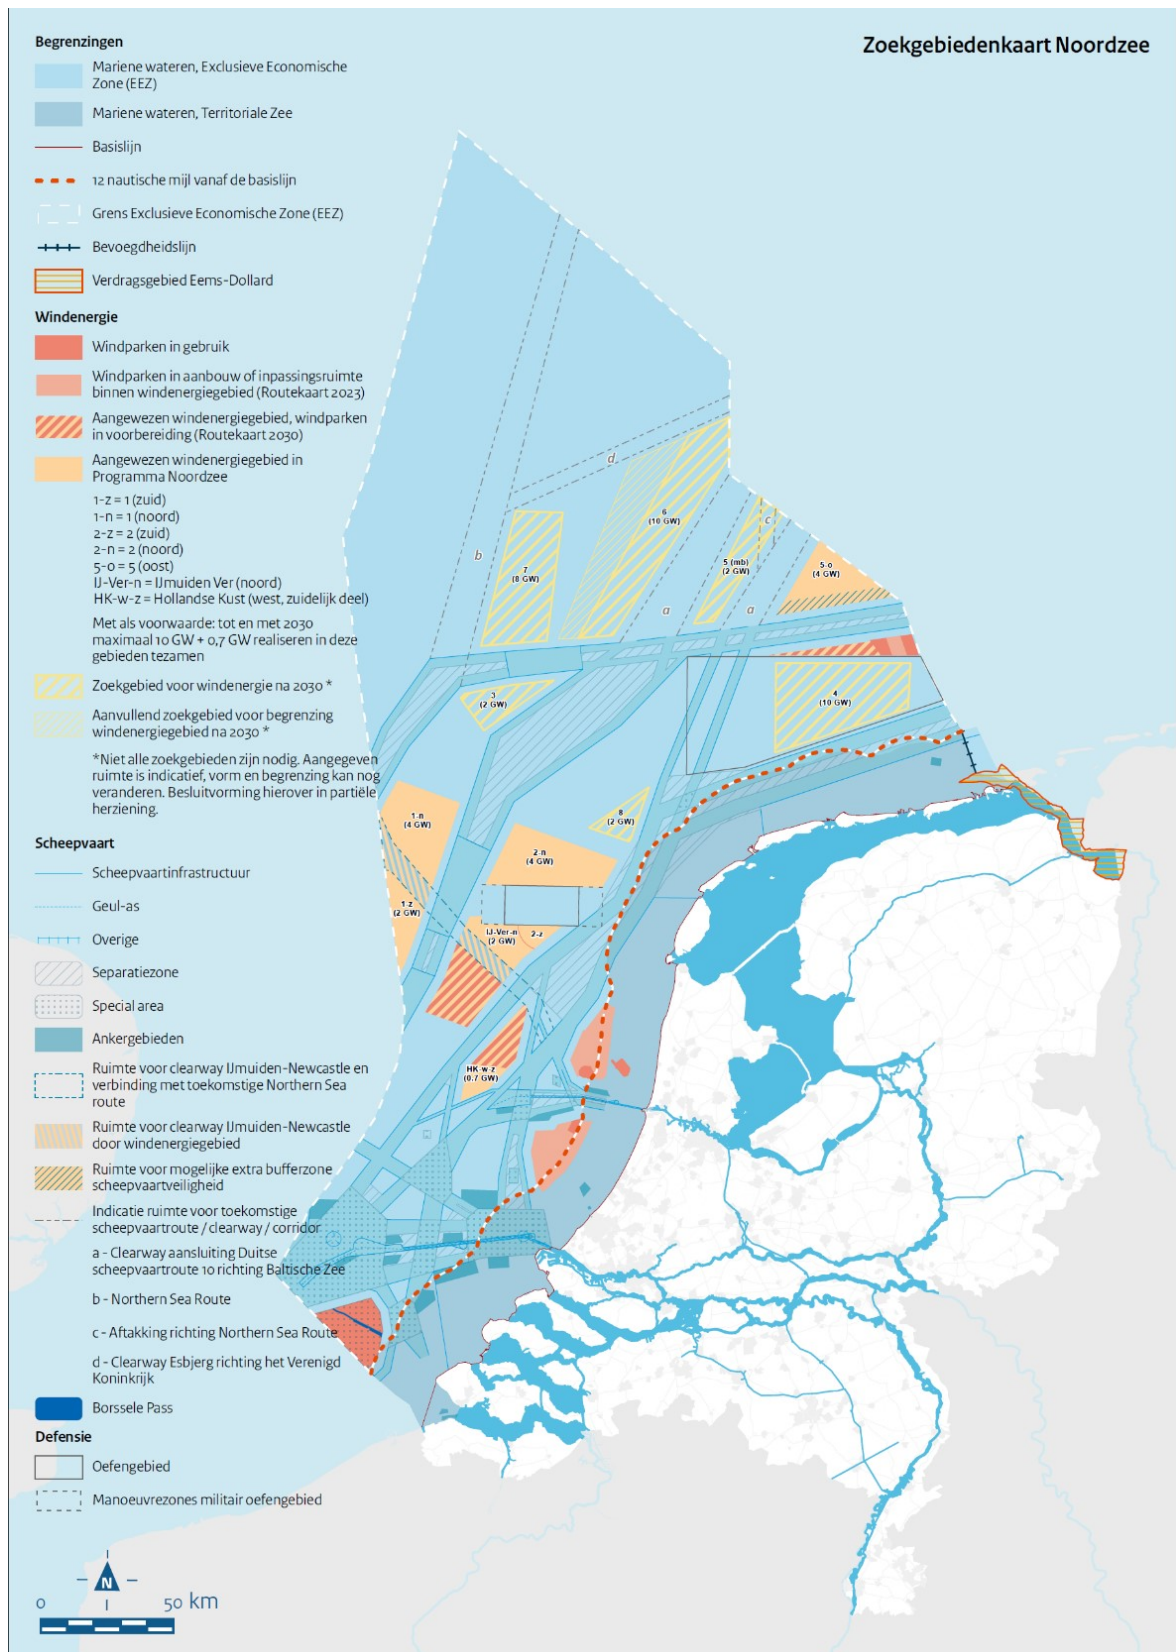 Zoekgebiedenkaart Noordzee
Begrenzingen
Mariene wateren, Exclusieve Economische
Zone (EEZ)
Mariene wateren, Territoriale Zee
Basislijn
12 nautische mijl vanaf de basislijn
Grens Exclusieve Economische Zone (EEZ)
Bevoegdheidslijn
Verdragsgebied Eems-Dollard
Windenergie
Windparken in gebruik
Windparken in aanbouw of inpassingsruimte
binnen windenergiegebied (Routekaart 2023)
Aangewezen windenergiegebied, windparken
in voorbereiding (Routekaart 2030)
Aangewezen windenergiegebied in
Programma Noordzee
1-z = 1 (zuid)
1-n = 1 (noord)
2-z = 2 (zuid)
2-n = 2 (noord)
5-o = 5 (oost)
IJ-Ver-n = IJmuiden Ver (noord)
HK-w-z = Hollandse Kust (west, zuidelijk deel)
Met als voorwaarde: tot en met 2030
maximaal 10 GW + 0,7 GW realiseren in deze
gebieden tezamen
Zoekgebied voor windenergie na 2030 *
Aanvullend zoekgebied voor begrenzing
windenergiegebied na 2030 *
*Niet alle zoekgebieden zijn nodig. Aangegeven
ruimte is indicatief, vorm en begrenzing kan nog
veranderen. Besluitvorming hierover in partiële
herziening.
Scheepvaart
Scheepvaartinfrastructuur
Geul-as
Overige
Separatiezone
Special area
Ankergebieden
Ruimte voor clearway IJmuiden-Newcastle en
verbinding met toekomstige Northern Sea
route
Ruimte voor clearway IJmuiden-Newcastle
door windenergiegebied
Ruimte voor mogelijke extra bufferzone
scheepvaartveiligheid
Indicatie ruimte voor toekomstige
scheepvaartroute / clearway / corridor
a - Clearway aansluiting Duitse
scheepvaartroute 10 richting Baltische Zee
b - Northern Sea Route
c - Aftakking richting Northern Sea Route
d - Clearway Esbjerg richting het Verenigd
Koninkrijk
Borssele Pass
Defensie
Oefengebied
Manoeuvrezones militair oefengebied
N
0
50 km
d
b
c
a
a
6
(10 GW)
7
(8 GW)
5 (mb)
(2 GW)
5-o
(4 GW)
3
(2 GW)
4
(10 GW)
8
(2 GW)
1-n
(4 GW)
2-n
(4 GW)
1-z
(2 GW)
IJ-Ver-n
(2 GW)
2-z
HK-w-z
(0.7 GW)